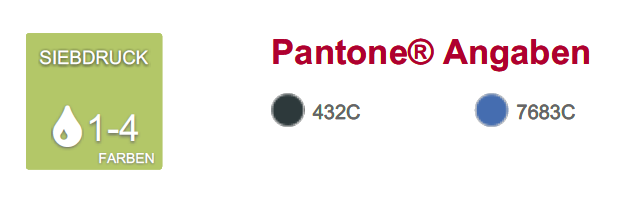 SIEBDRUCK
1-4
FARBEN
Pantone® Angaben
432C
7683C